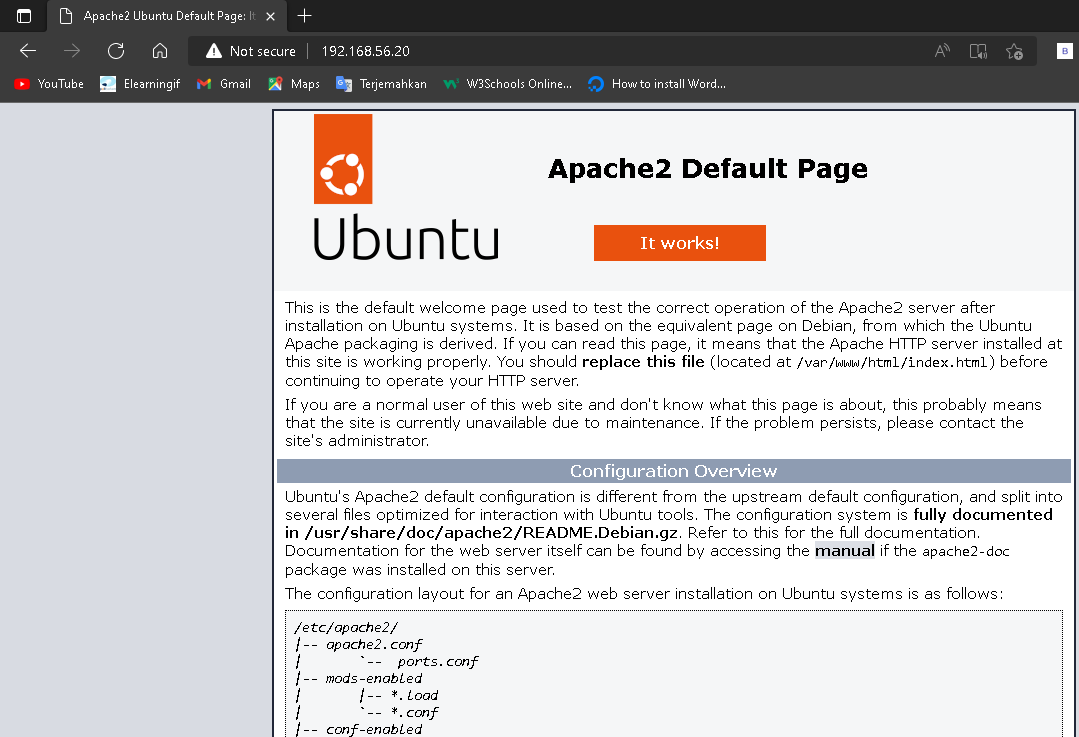 Apache2 Ubuntu Default Page: It
Not secure 192.168.56.20
YouTube Elearningif Gmail Maps Terjemahkan W3Schools Online... How to install Word...
Apache2 Default Page
Ubuntu
It works!
This is the default welcome page used to test the correct operation of the Apache2 server after
installation on Ubuntu systems. It is based on the equivalent page on Debian, from which the Ubuntu
Apache packaging is derived. If you can read this page, it means that the Apache HTTP server installed at
this site is working properly. You should replace this file (located at /var/www/html/index.html) before
continuing to operate your HTTP server.
If you are a normal user of this web site and don't know what this page is about, this probably means
that the site is currently unavailable due to maintenance. If the problem persists, please contact the
site's administrator.
Configuration Overview
Ubuntu's Apache2 default configuration is different from the upstream default configuration, and split into
several files optimized for interaction with Ubuntu tools. The configuration system is fully documented
in /usr/share/doc/apache2/README.Debian.gz. Refer to this for the full documentation.
Documentation for the web server itself can be found by accessing the manual if the apache2-doc
package was installed on this server.
The configuration layout for an Apache2 web server installation on Ubuntu systems is as follows:
/etc/apache2/
|-- apache2.conf
|       `--  ports.conf
|-- mods-enabled
|       |-- *.load
|       `-- *.conf
|-- conf-enabled